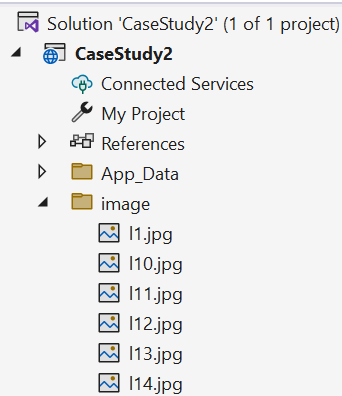 Solution 'CaseStudy2' (1 of 1 project)
CaseStudy2
Connected Services
My Project
References
App_Data
image
l1.jpg
l10.jpg
l11.jpg
l12.jpg
l13.jpg
l14.jpg